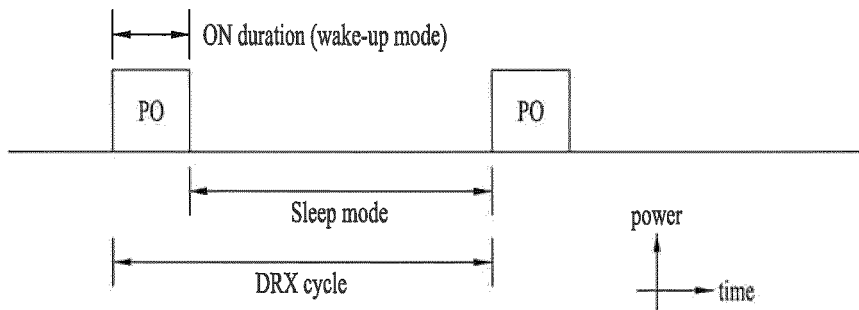 ON duration (wake-up mode)
PO
PO
Sleep mode
DRX cycle
power
time